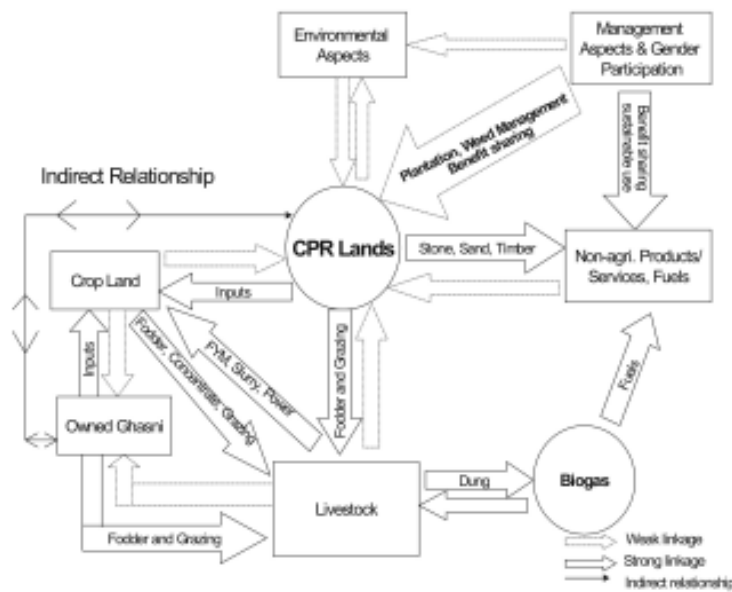 Environmental
Aspects
Management
Aspects & Gender
Participation
Plantation, Weed Management
Benefit sharing
Benefit sharing
sustainable use
Indirect Relationship
CPR Lands
Stone, Sand, Timber
Non-agri. Products/
Services, Fuels
Crop Land
Inputs
Inputs
Fodder, Concentrate, Grazing
FYM, Slurry, Power
Fodder and Grazing
Fuels
Owned Ghasni
Livestock
Dung
Biogas
Fodder and Grazing
Weak linkage
Strong linkage
Indirect relationship